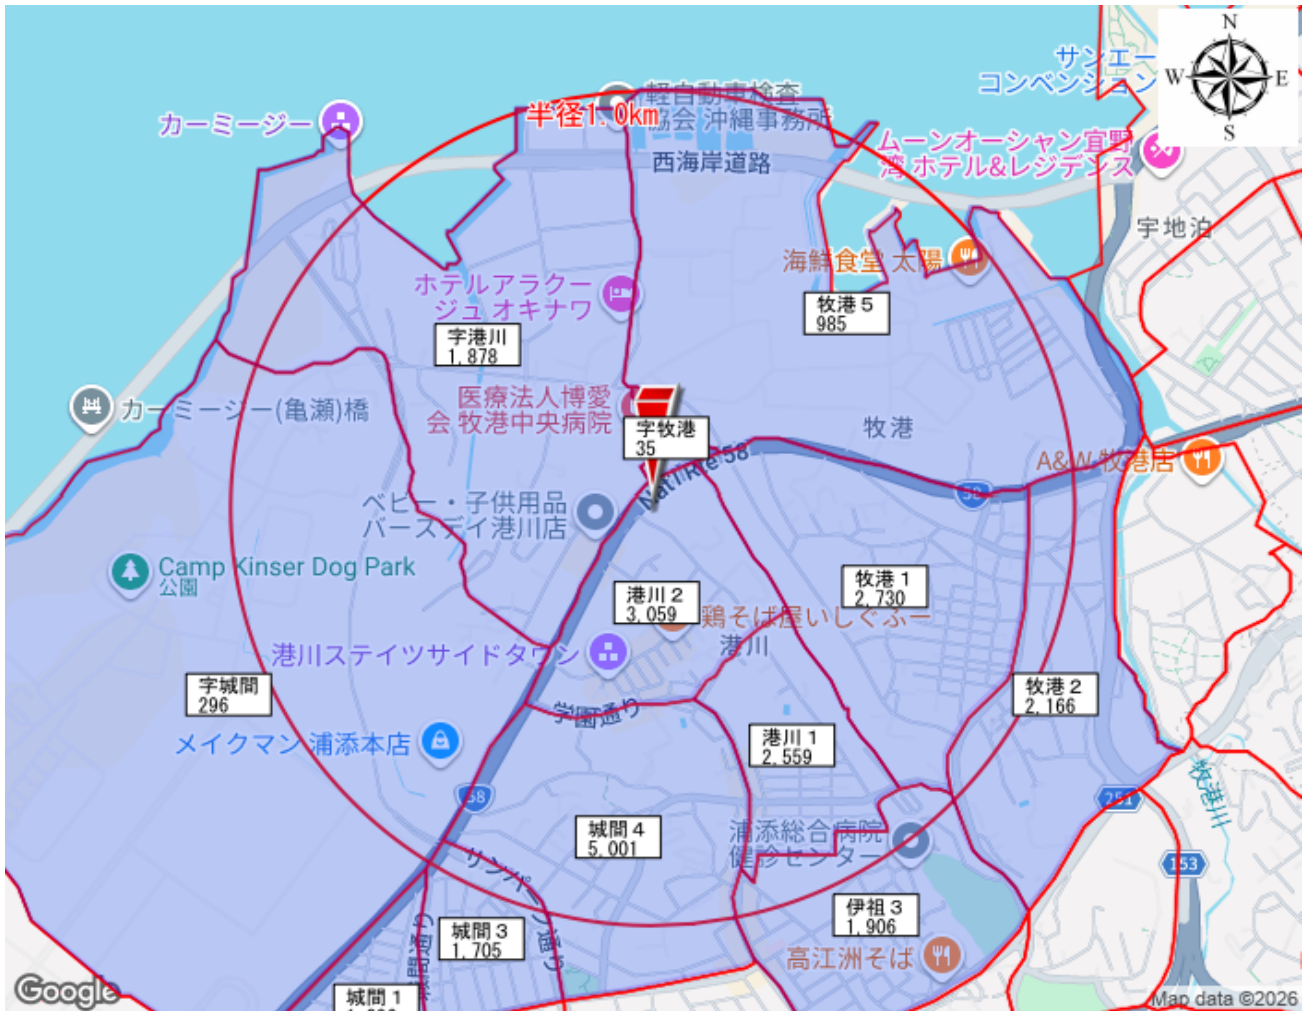 N
W
E
S
サンエー
コンベンション
カーミージー
半径1.0km
軽自動車検査
協会 沖縄事務所
西海岸道路
ムーンオーシャン宜野
湾 ホテル&レジデンス
宇地泊
海鮮食堂 太陽
ホテルアラクー
ジュ オキナワ
牧港５
985
字港川
1,878
カーミージー(亀瀬)橋
医療法人博愛
会 牧港中央病院
字牧港
35
牧港
Nat'l Rte 58
A&W 牧港店
58
ベビー・子供用品
バースデイ港川店
Camp Kinser Dog Park
公園
牧港１
2,730
港川２
3,059
鶏そば屋いしぐふー
港川
港川ステイツサイドタウン
字城間
296
牧港２
2,166
学園通り
メイクマン 浦添本店
港川１
2,559
58
251
牧港川
城間４
5,001
浦添総合病院
健診センター
サンパーク通り
153
伊祖３
1,906
城間３
1,705
城間通り
高江洲そば
城間１
Google
Map data ©2026